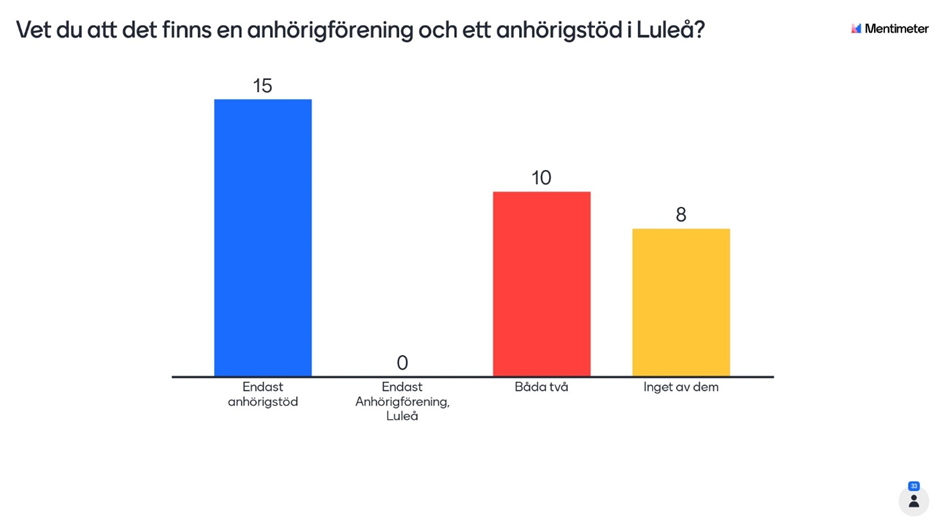 Vet du att det finns en anhörigförening och ett anhörigstöd i Luleå?
Mentimeter
15
0
10
8
Endast
anhörigstöd
Endast
Anhörigförening,
Luleå
Båda två
Inget av dem
33